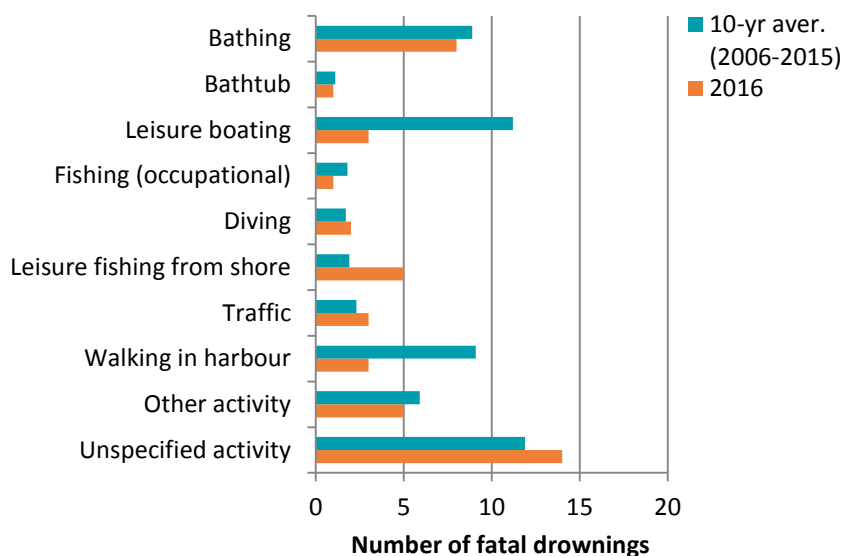 Bathing
Bathtub
Leisure boating
Fishing (occupational)
Diving
Leisure fishing from shore
Traffic
Walking in harbour
Other activity
Unspecified activity
0 5 10 15 20
Number of fatal drownings
10-yr aver.
(2006-2015)
2016